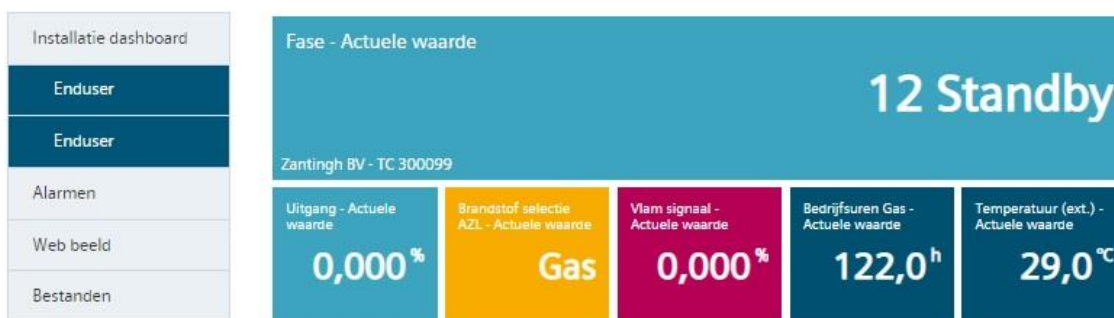 Installatie dashboard
Enduser
Enduser
Alarmen
Web beeld
Bestanden
Fase - Actuele waarde
12 Standby
Zantingh BV - TC 300099
Uitgang - Actuele
waarde
0,000 %
Brandstof selectie
AZL - Actuele waarde
Gas
Vlam signaal -
Actuele waarde
0,000 %
Bedrijfsuren Gas -
Actuele waarde
122,0 h
Temperatuur (ext.) -
Actuele waarde
29,0 °C